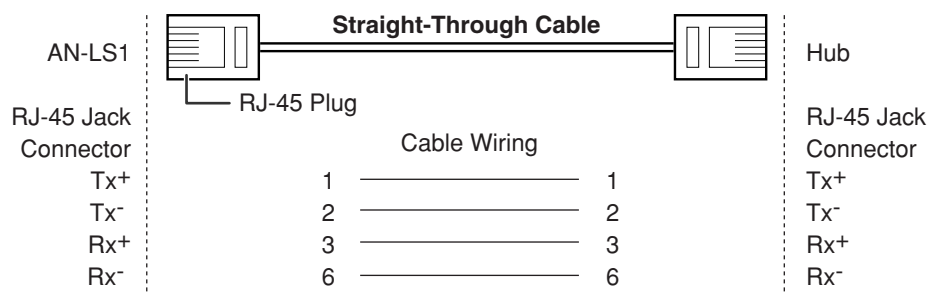 Straight-Through Cable
AN-LS1 Hub
RJ-45 Plug
RJ-45 Jack RJ-45 Jack
Connector Cable Wiring Connector
Tx+ 1 1 Tx+
Tx- 2 2 Tx-
Rx+ 3 3 Rx+
Rx- 6 6 Rx-